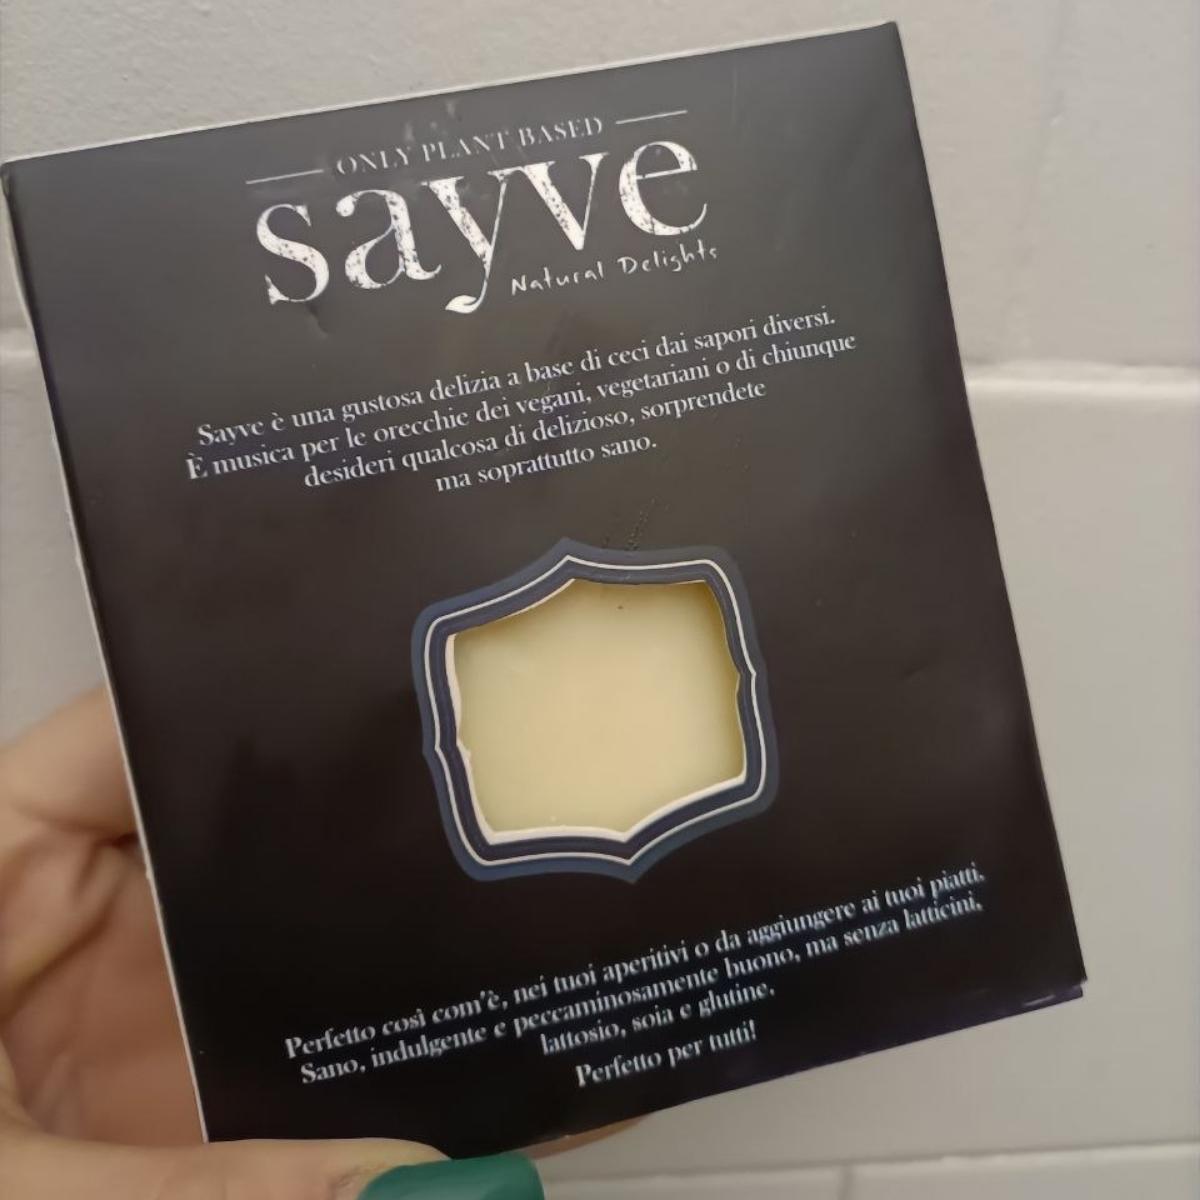 ONLY PLANT BASED
sayve
Natural Delights
Sayve è una gustosa delizia a base di ceci dai sapori diversi.
È musica per le orecchie dei vegani, vegetariani o di chiunque
desideri qualcosa di delizioso, sorprendete
ma soprattutto sano.
Perfetto così com'è, nei tuoi aperitivi o da aggiungere ai tuoi piatti.
Sano, indulgente e peccaminosamente buono, ma senza latticini,
lattosio, soia e glutine.
Perfetto per tutti!